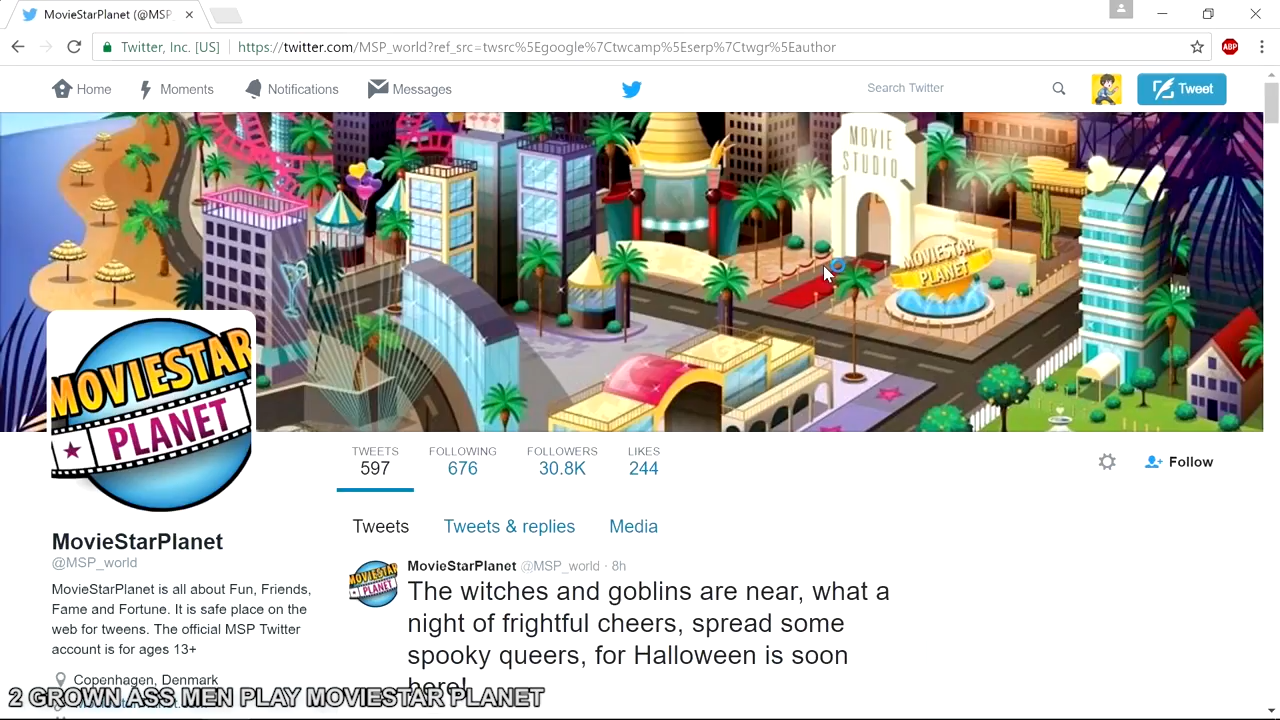 MovieStarPlanet (@MSP
Twitter, Inc. [US]
https://twitter.com/MSP_world?ref_src=twsrc%5Egoogle%7Ctwcamp%5Eserp%7Ctwgr%5Eauthor
ABP
Home
Moments
Notifications
Messages
Search Twitter
Tweet
MOVIE
STUDIO
MOVIESTAR
PLANET
MOVIESTAR
PLANET
TWEETS
597
FOLLOWING
676
FOLLOWERS
30.8K
LIKES
244
Follow
Tweets
Tweets & replies
Media
MovieStarPlanet
@MSP_world
MovieStarPlanet is all about Fun, Friends,
Fame and Fortune. It is safe place on the
web for tweens. The official MSP Twitter
account is for ages 13+
Copenhagen, Denmark
MOVIESTAR
PLANET
MovieStarPlanet @MSP_world · 8h
The witches and goblins are near, what a
night of frightful cheers, spread some
spooky queers, for Halloween is soon
here!
2 GROWN ASS MEN PLAY MOVIESTAR PLANET